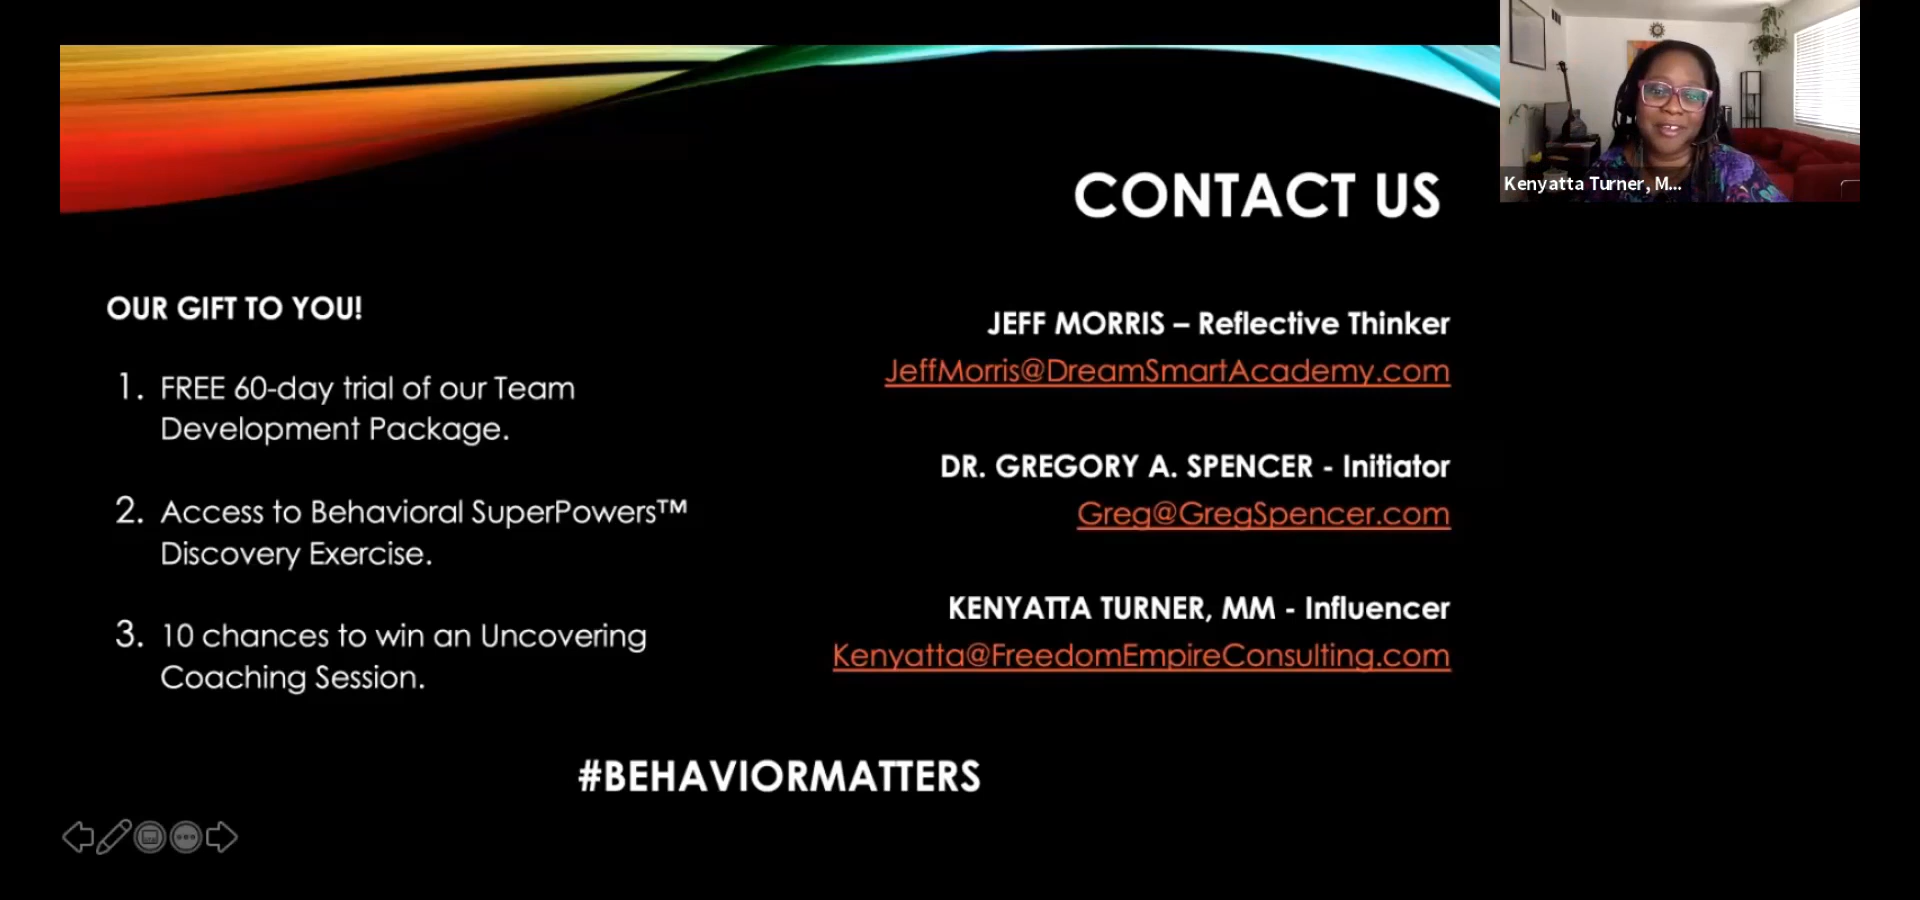 Kenyatta Turner, M...
CONTACT US
OUR GIFT TO YOU!
1. FREE 60-day trial of our Team
Development Package.
2. Access to Behavioral SuperPowers™
Discovery Exercise.
3. 10 chances to win an Uncovering
Coaching Session.
JEFF MORRIS – Reflective Thinker
JeffMorris@DreamSmartAcademy.com
DR. GREGORY A. SPENCER - Initiator
Greg@GregSpencer.com
KENYATTA TURNER, MM - Influencer
Kenyatta@FreedomEmpireConsulting.com
#BEHAVIORMATTERS